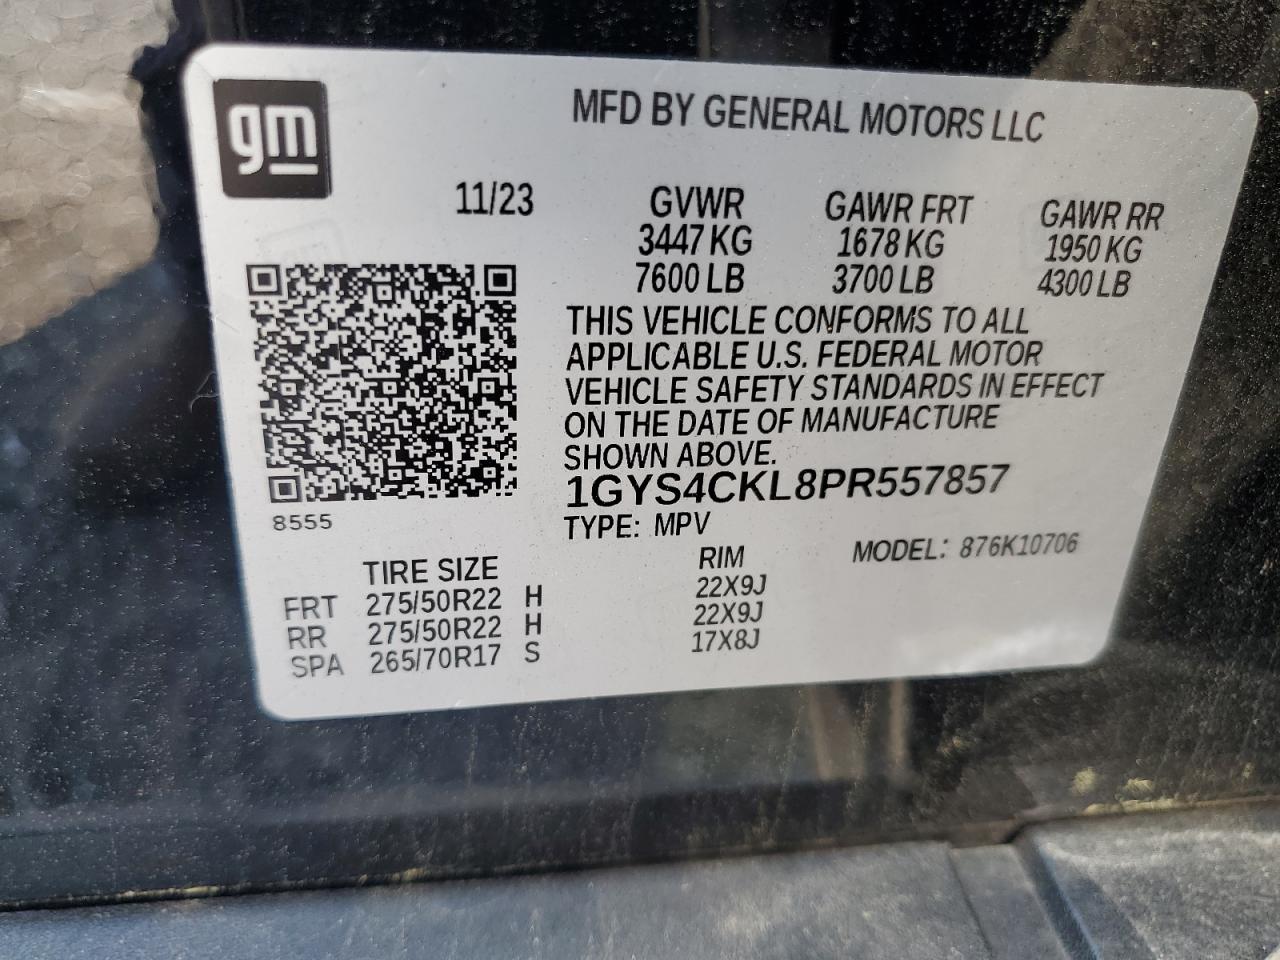 gm
MFD BY GENERAL MOTORS LLC
11/23
GVWR GAWR FRT GAWR RR
3447 KG 1678 KG 1950 KG
7600 LB 3700 LB 4300 LB
THIS VEHICLE CONFORMS TO ALL
APPLICABLE U.S. FEDERAL MOTOR
VEHICLE SAFETY STANDARDS IN EFFECT
ON THE DATE OF MANUFACTURE
SHOWN ABOVE.
1GYS4CKL8PR557857
8555
TYPE: MPV
MODEL: 876K10706
TIRE SIZE RIM
FRT 275/50R22 H 22X9J
RR 275/50R22 H 22X9J
SPA 265/70R17 S 17X8J